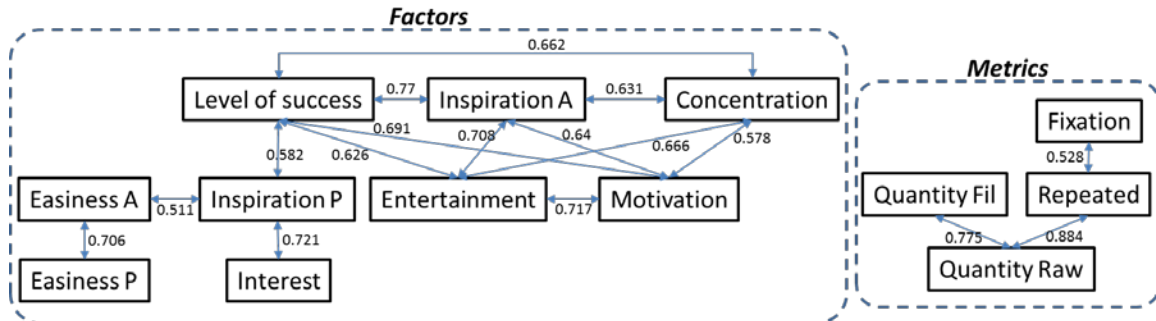 Factors
0.662
Metrics
Level of success
0.77
Inspiration A
0.631
Concentration
Fixation
0.691
0.708
0.64
0.578
0.582
0.626
0.666
0.528
Easiness A
0.511
Inspiration P
Entertainment
0.717
Motivation
Quantity Fil
Repeated
0.706
0.721
0.775
0.884
Easiness P
Interest
Quantity Raw